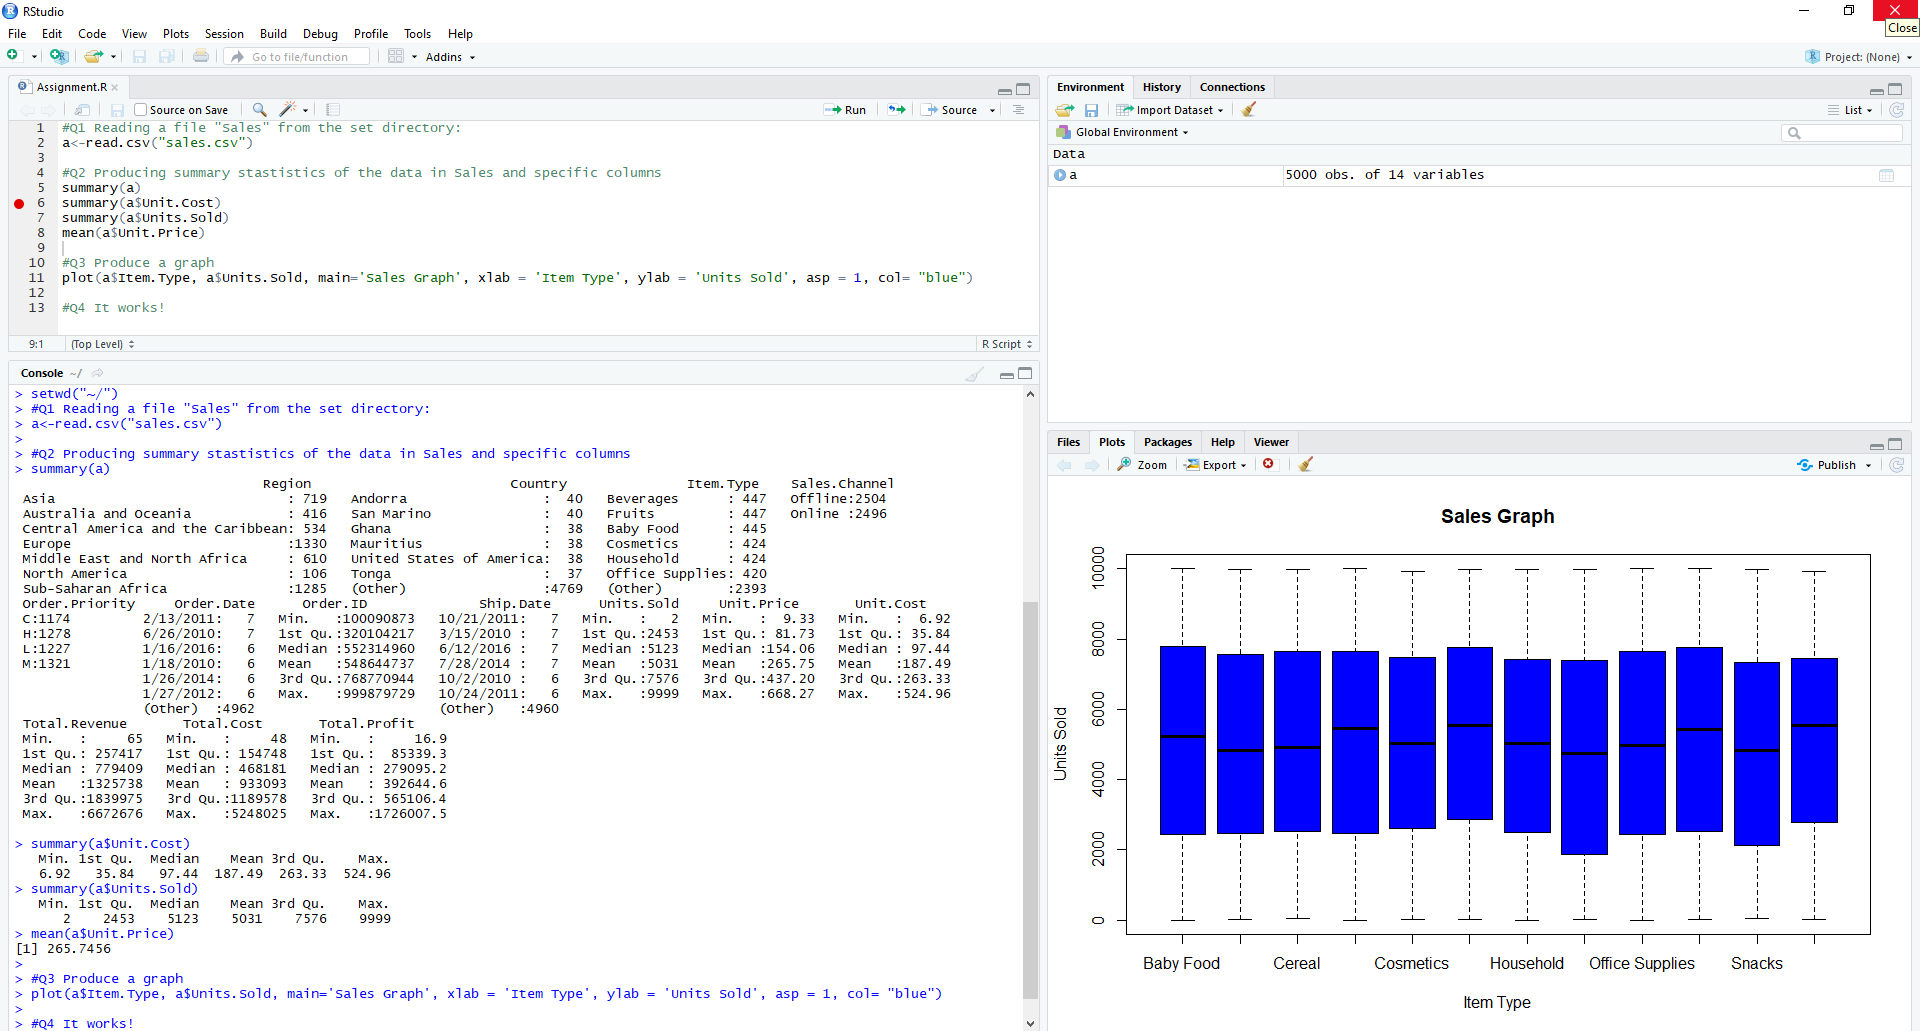 RStudio
Close
File Edit Code View Plots Session Build Debug Profile Tools Help
Go to file/function Addins Project: (None)
Assignment.R
Source on Save Run Source
1 #Q1 Reading a file "Sales" from the set directory:
2 a<-read.csv("sales.csv")
3
4 #Q2 Producing summary stastistics of the data in Sales and specific columns
5 summary(a)
6 summary(a$Unit.Cost)
7 summary(a$Units.Sold)
8 mean(a$Unit.Price)
9
10 #Q3 Produce a graph
11 plot(a$Item.Type, a$Units.Sold, main='Sales Graph', xlab = 'Item Type', ylab = 'Units Sold', asp = 1, col= "blue")
12
13 #Q4 It works!
9:1 (Top Level) R Script
Console ~/
> setwd("~/")
> #Q1 Reading a file "Sales" from the set directory:
> a<-read.csv("sales.csv")
>
> #Q2 Producing summary stastistics of the data in Sales and specific columns
> summary(a)
Region Country Item.Type Sales.Channel
Asia : 719 Andorra : 40 Beverages : 447 Offline:2504
Australia and Oceania : 416 San Marino : 40 Fruits : 447 Online :2496
Central America and the Caribbean: 534 Ghana : 38 Baby Food : 445
Europe :1330 Mauritius : 38 Cosmetics : 424
Middle East and North Africa : 610 United States of America: 38 Household : 424
North America : 106 Tonga : 37 Office Supplies: 420
Sub-Saharan Africa :1285 (Other) :4769 (Other) :2393
Order.Priority Order.Date Order.ID Ship.Date Units.Sold Unit.Price Unit.Cost
C:1174 2/13/2011: 7 Min. :100090873 10/21/2011: 7 Min. : 2 Min. : 9.33 Min. : 6.92
H:1278 6/26/2010: 7 1st Qu.:320104217 3/15/2010 : 7 1st Qu.:2453 1st Qu.: 81.73 1st Qu.: 35.84
L:1227 1/16/2016: 6 Median :552314960 6/12/2016 : 7 Median :5123 Median :154.06 Median : 97.44
M:1321 1/18/2010: 6 Mean :548644737 7/28/2014 : 7 Mean :5031 Mean :265.75 Mean :187.49
1/26/2014: 6 3rd Qu.:768770944 10/2/2010 : 6 3rd Qu.:7576 3rd Qu.:437.20 3rd Qu.:263.33
1/27/2012: 6 Max. :999879729 10/24/2011: 6 Max. :9999 Max. :668.27 Max. :524.96
(Other) :4962 (Other) :4960
Total.Revenue Total.Cost Total.Profit
Min. : 65 Min. : 48 Min. : 16.9
1st Qu.: 257417 1st Qu.: 154748 1st Qu.: 85339.3
Median : 779409 Median : 468181 Median : 279095.2
Mean :1325738 Mean : 933093 Mean : 392644.6
3rd Qu.:1839975 3rd Qu.:1189578 3rd Qu.: 565106.4
Max. :6672676 Max. :5248025 Max. :1726007.5
> summary(a$Unit.Cost)
Min. 1st Qu. Median Mean 3rd Qu. Max.
6.92 35.84 97.44 187.49 263.33 524.96
> summary(a$Units.Sold)
Min. 1st Qu. Median Mean 3rd Qu. Max.
2 2453 5123 5031 7576 9999
> mean(a$Unit.Price)
[1] 265.7456
>
> #Q3 Produce a graph
> plot(a$Item.Type, a$Units.Sold, main='Sales Graph', xlab = 'Item Type', ylab = 'Units Sold', asp = 1, col= "blue")
>
> #Q4 It works!
Environment History Connections
Import Dataset List
Global Environment
Data
a 5000 obs. of 14 variables
Files Plots Packages Help Viewer
Zoom Export Publish
Sales Graph
Units Sold
10000
8000
6000
4000
2000
0
Baby Food Cereal Cosmetics Household Office Supplies Snacks
Item Type